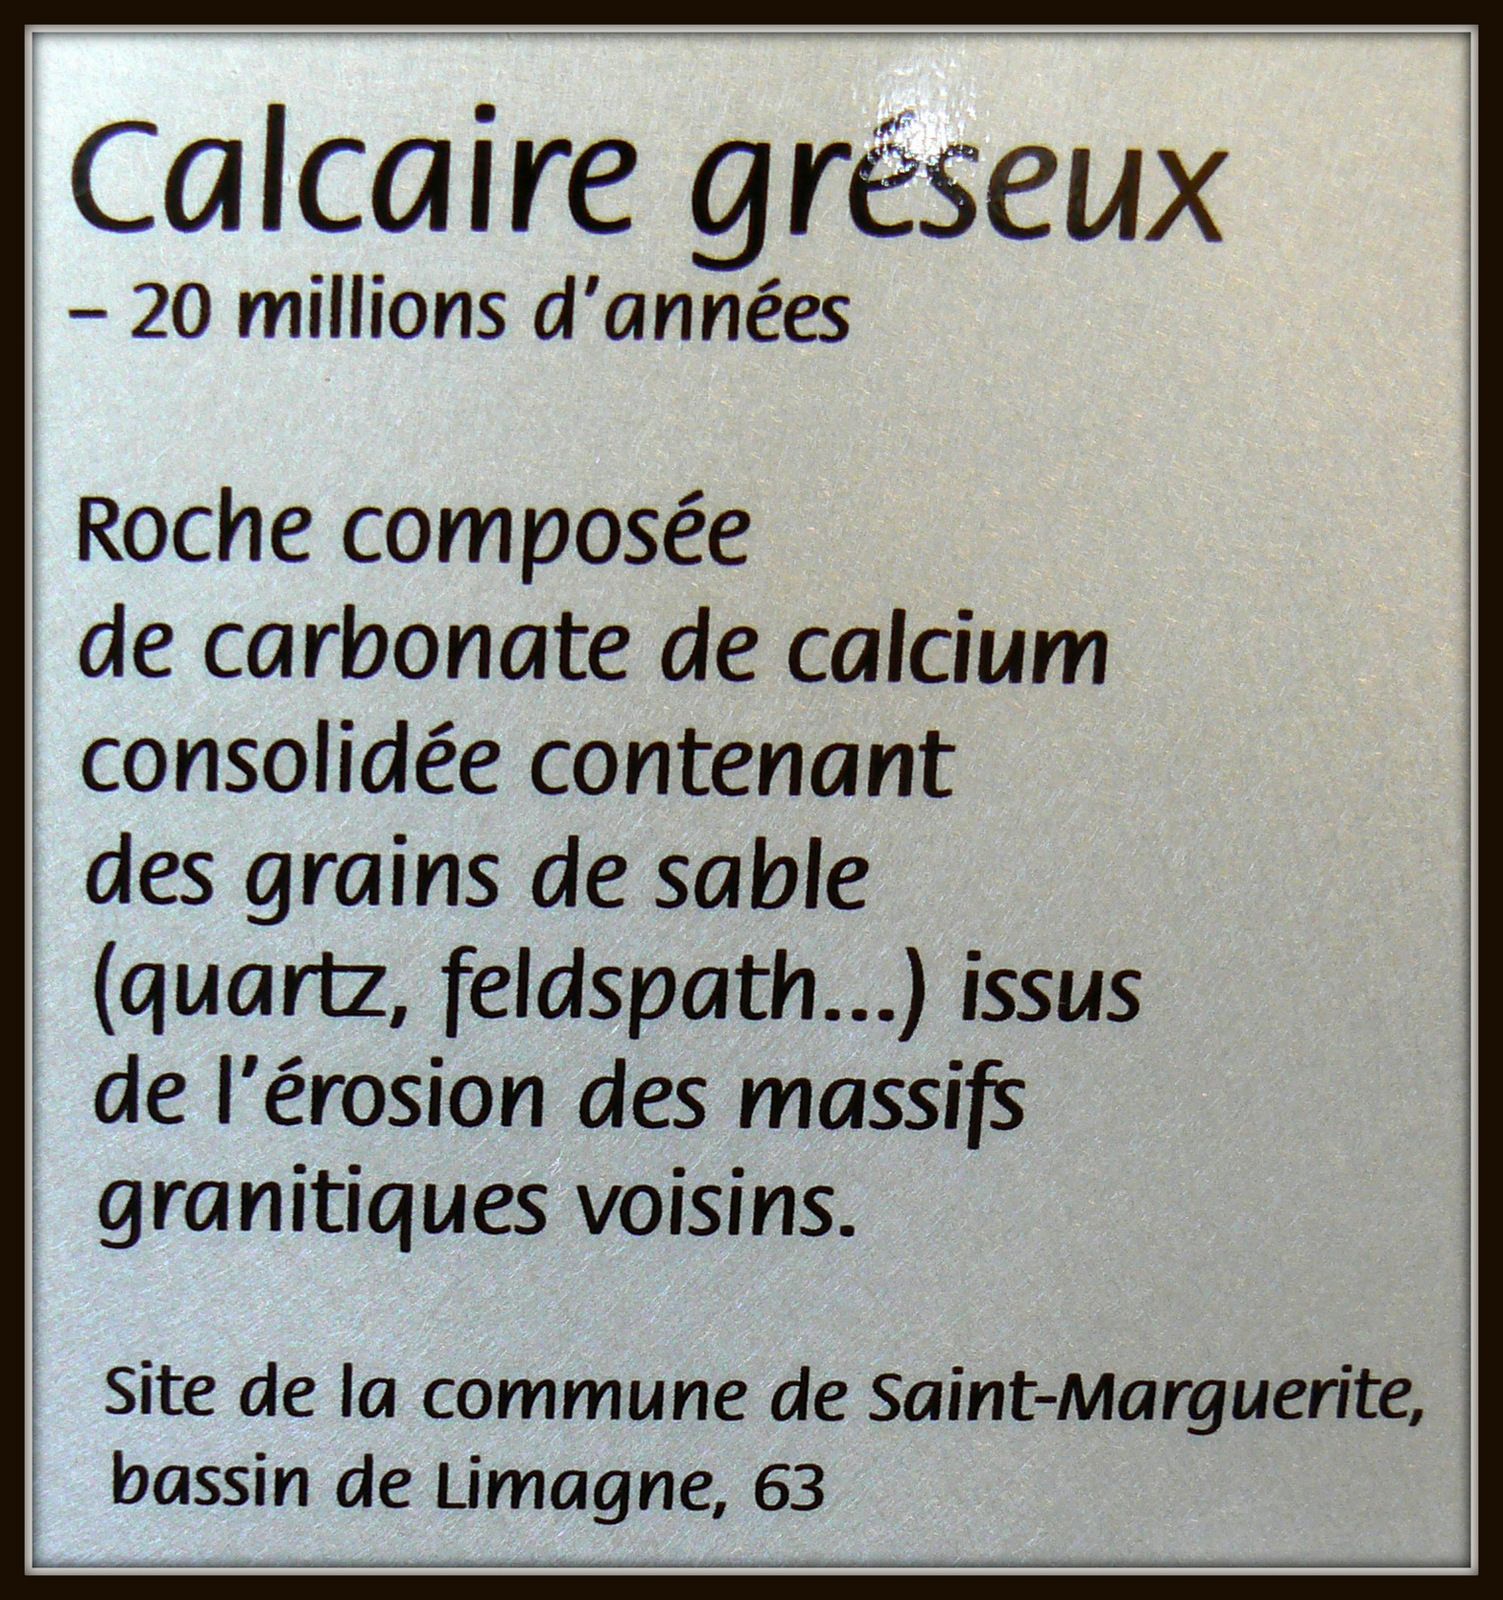 Calcaire gréseux
– 20 millions d'années
Roche composée
de carbonate de calcium
consolidée contenant
des grains de sable
(quartz, feldspath...) issus
de l'érosion des massifs
granitiques voisins.
Site de la commune de Saint-Marguerite,
bassin de Limagne, 63